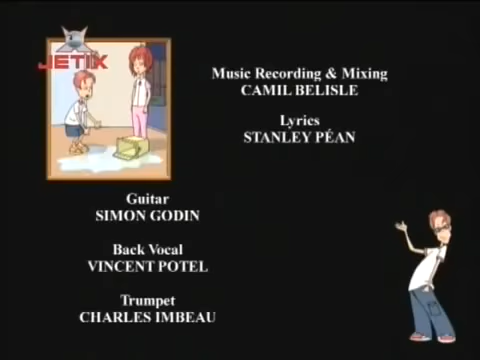 JETIX
Music Recording & Mixing
CAMIL BELISLE
Lyrics
STANLEY PÉAN
Guitar
SIMON GODIN
Back Vocal
VINCENT POTEL
Trumpet
CHARLES IMBEAU